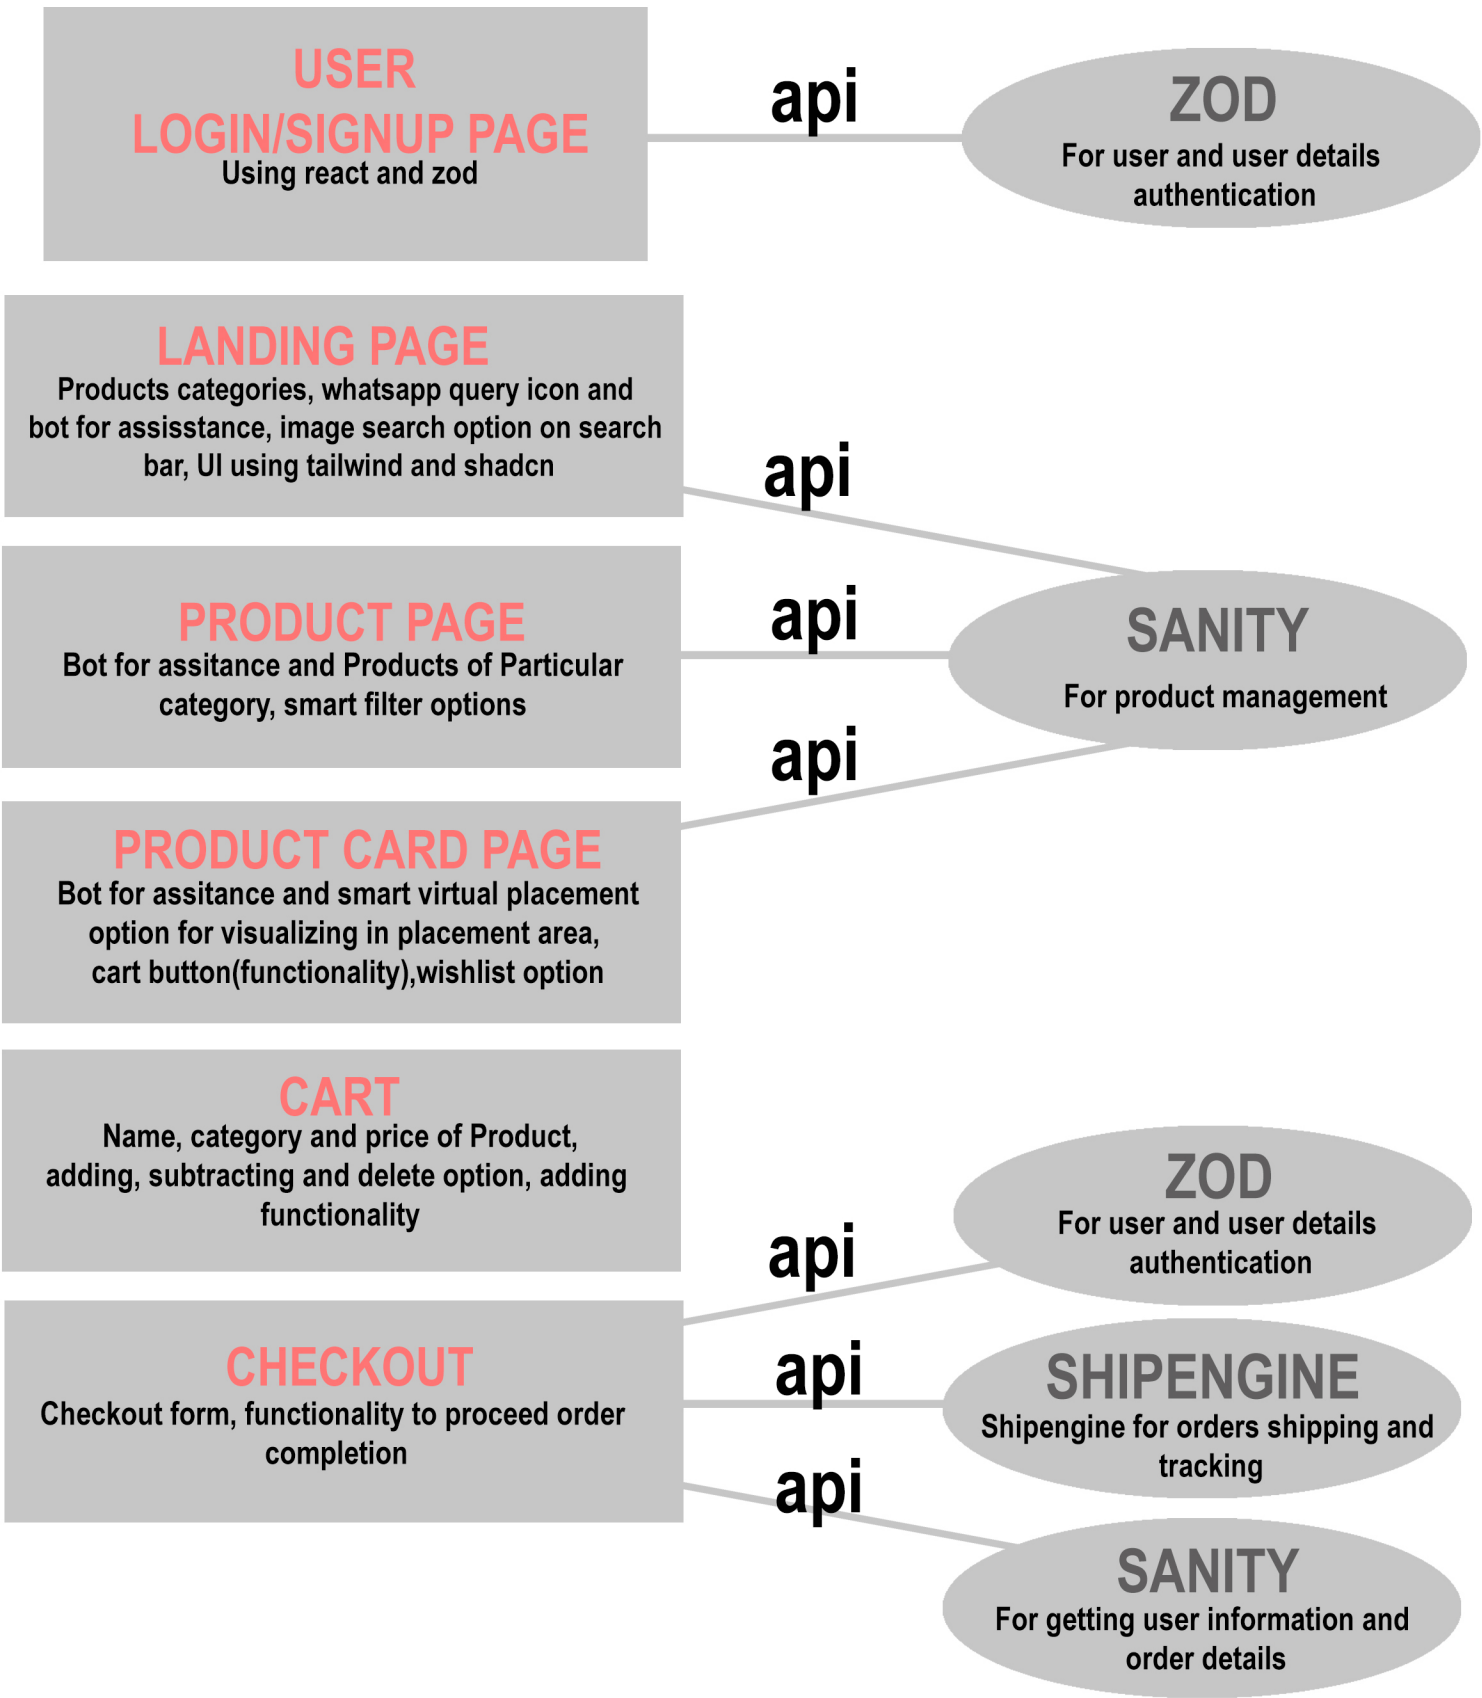 USER
LOGIN/SIGNUP PAGE
Using react and zod
api
ZOD
For user and user details
authentication
LANDING PAGE
Products categories, whatsapp query icon and
bot for assisstance, image search option on search
bar, UI using tailwind and shadcn
api
PRODUCT PAGE
Bot for assitance and Products of Particular
category, smart filter options
api
SANITY
For product management
api
PRODUCT CARD PAGE
Bot for assitance and smart virtual placement
option for visualizing in placement area,
cart button(functionality),wishlist option
CART
Name, category and price of Product,
adding, subtracting and delete option, adding
functionality
api
ZOD
For user and user details
authentication
CHECKOUT
Checkout form, functionality to proceed order
completion
api
SHIPENGINE
Shipengine for orders shipping and
tracking
api
SANITY
For getting user information and
order details